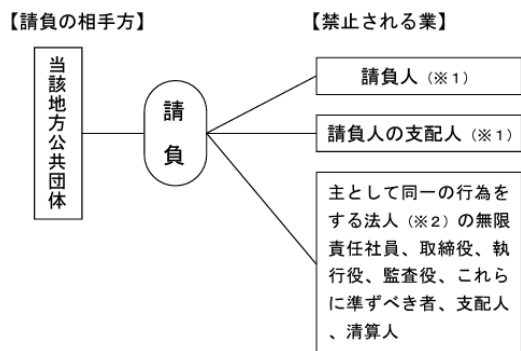 【請負の相手方】
【禁止される業】
当該地方公共団体
請負
請負人(※1)
請負人の支配人(※1)
主として同一の行為を
する法人(※2)の無限
責任社員、取締役、執
行役、監査役、これら
に準ずべき者、支配人
、清算人